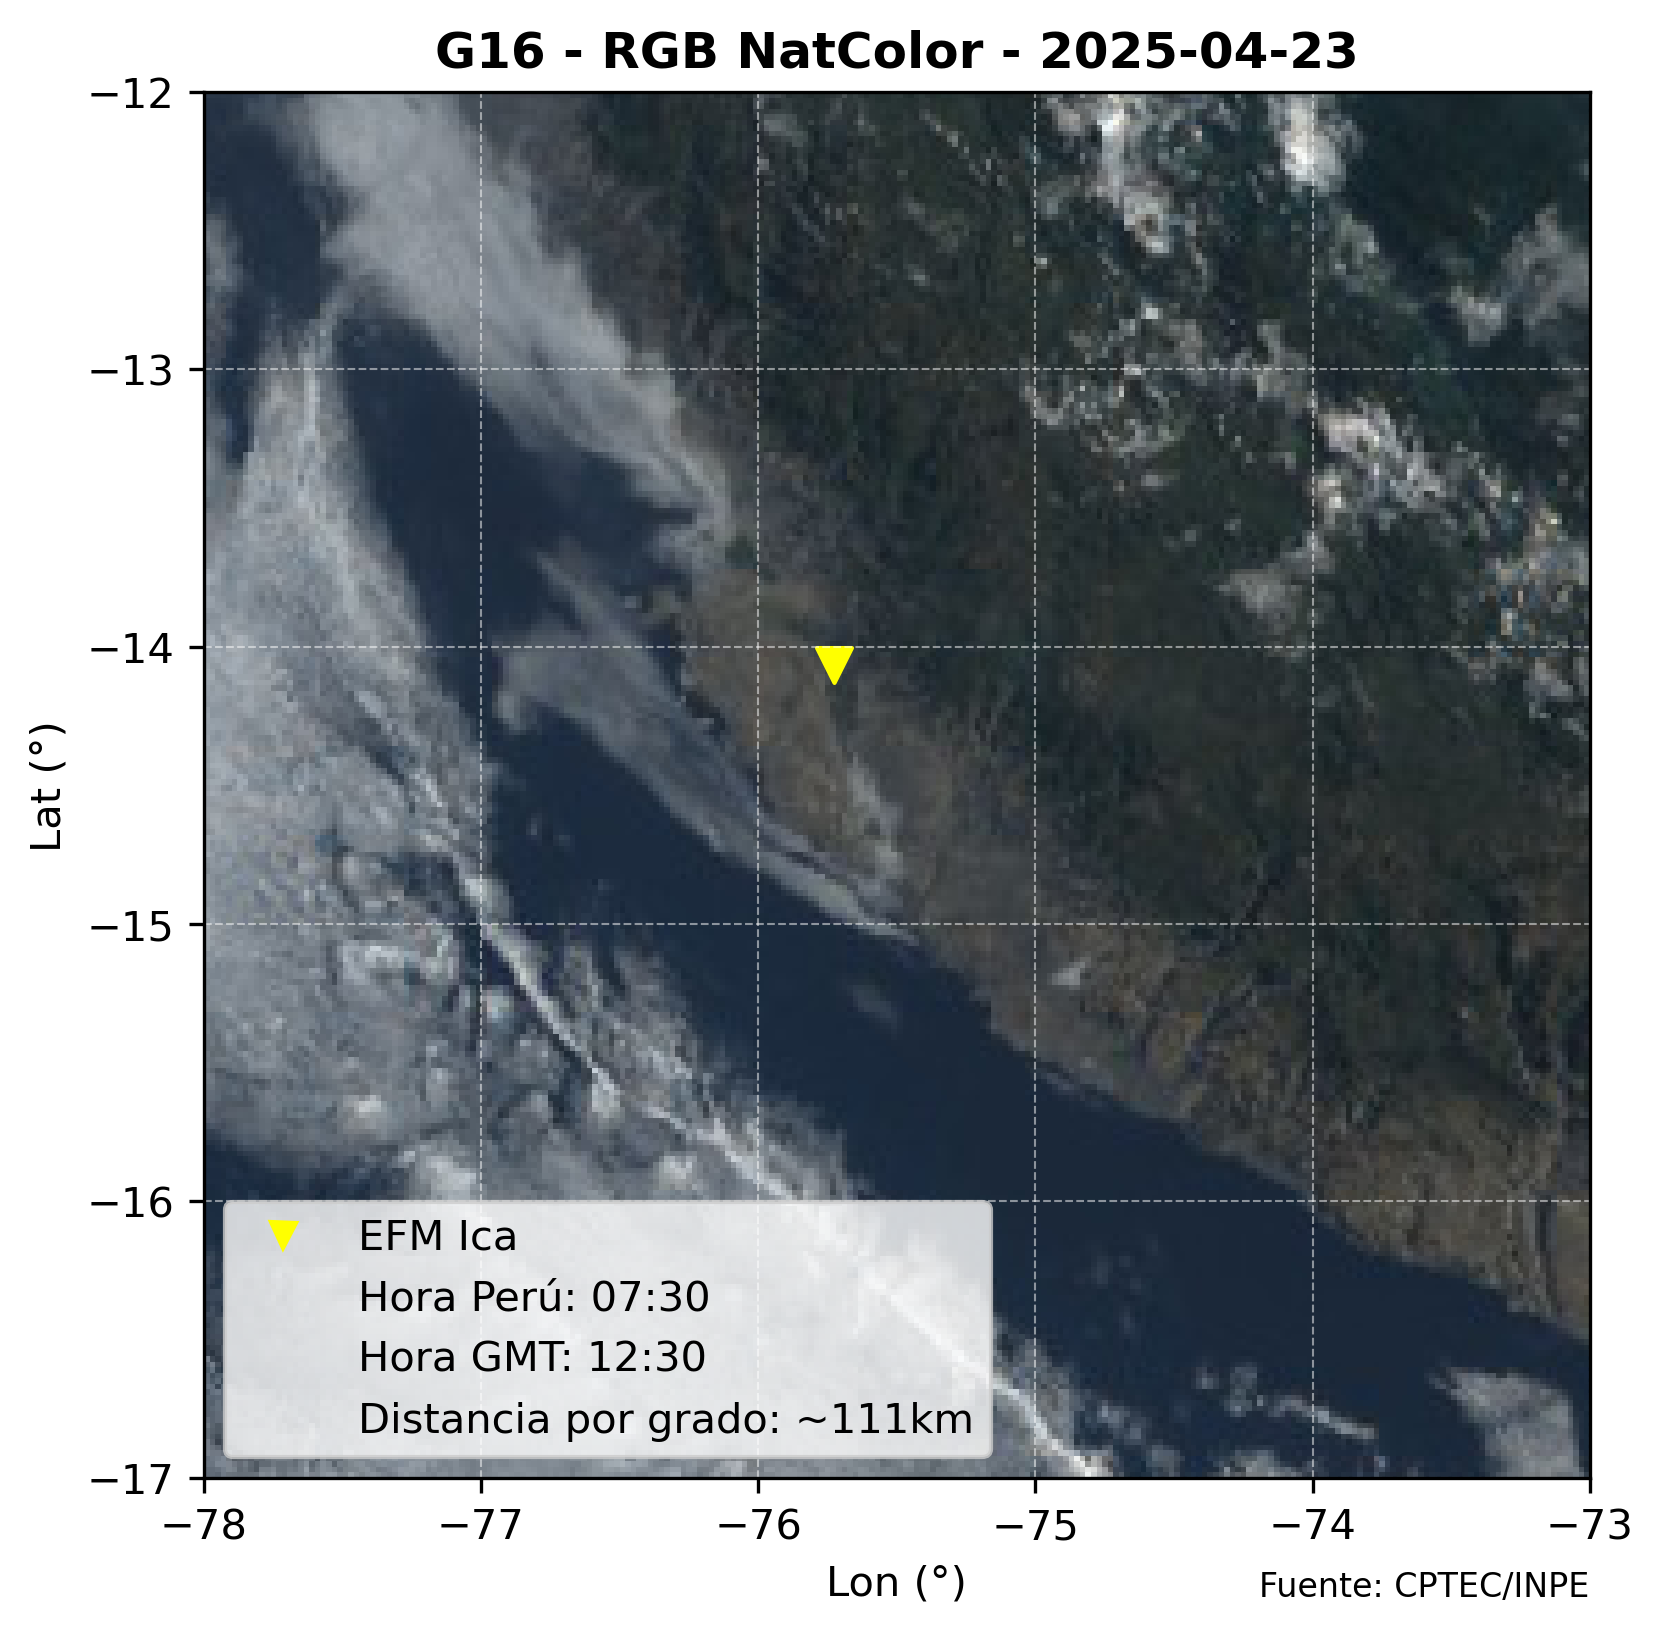 G16 - RGB NatColor - 2025-04-23
−12
−13
−14
−15
−16
−17
Lat (°)
EFM Ica
Hora Perú: 07:30
Hora GMT: 12:30
Distancia por grado: ~111km
−78 −77 −76 −75 −74 −73
Lon (°)
Fuente: CPTEC/INPE